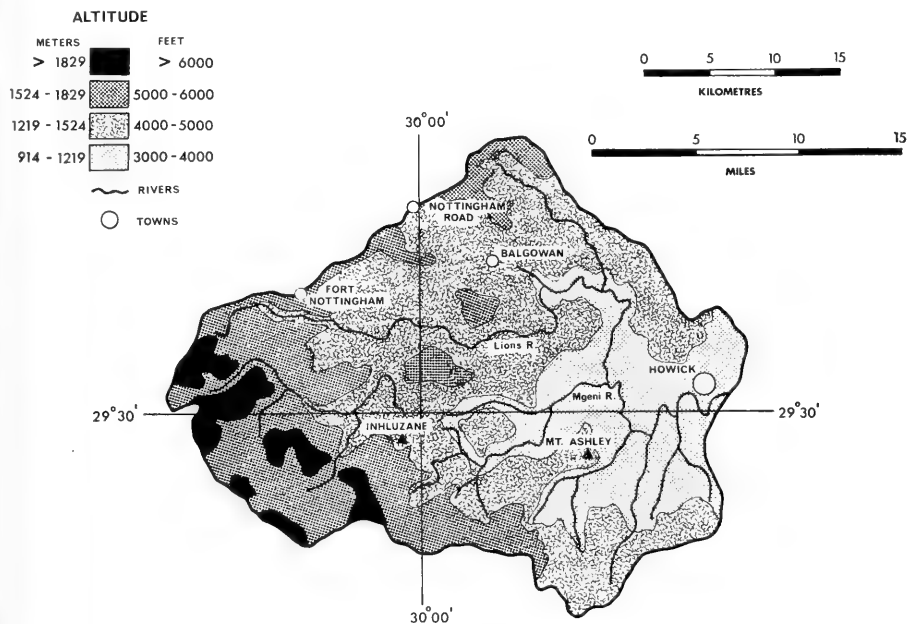 ALTITUDE
METERS FEET
> 1829 > 6000
1524 - 1829 5000 - 6000
1219 - 1524 4000 - 5000
914 - 1219 3000 - 4000
RIVERS
TOWNS
0 5 10 15
KILOMETRES
0 5 10 15
MILES
30°00'
NOTTINGHAM
ROAD
BALGOWAN
FORT
NOTTINGHAM
Lions R.
HOWICK
Mgeni R.
29°30' 29°30'
INHLUZANE
MT. ASHLEY
30°00'